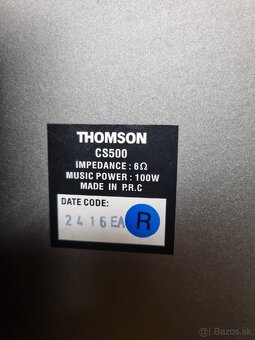 THOMSON
CS500
IMPEDANCE : 6Ω
MUSIC POWER : 100W
MADE IN P.R.C
DATE CODE:
2416EA
R
Bazos.sk